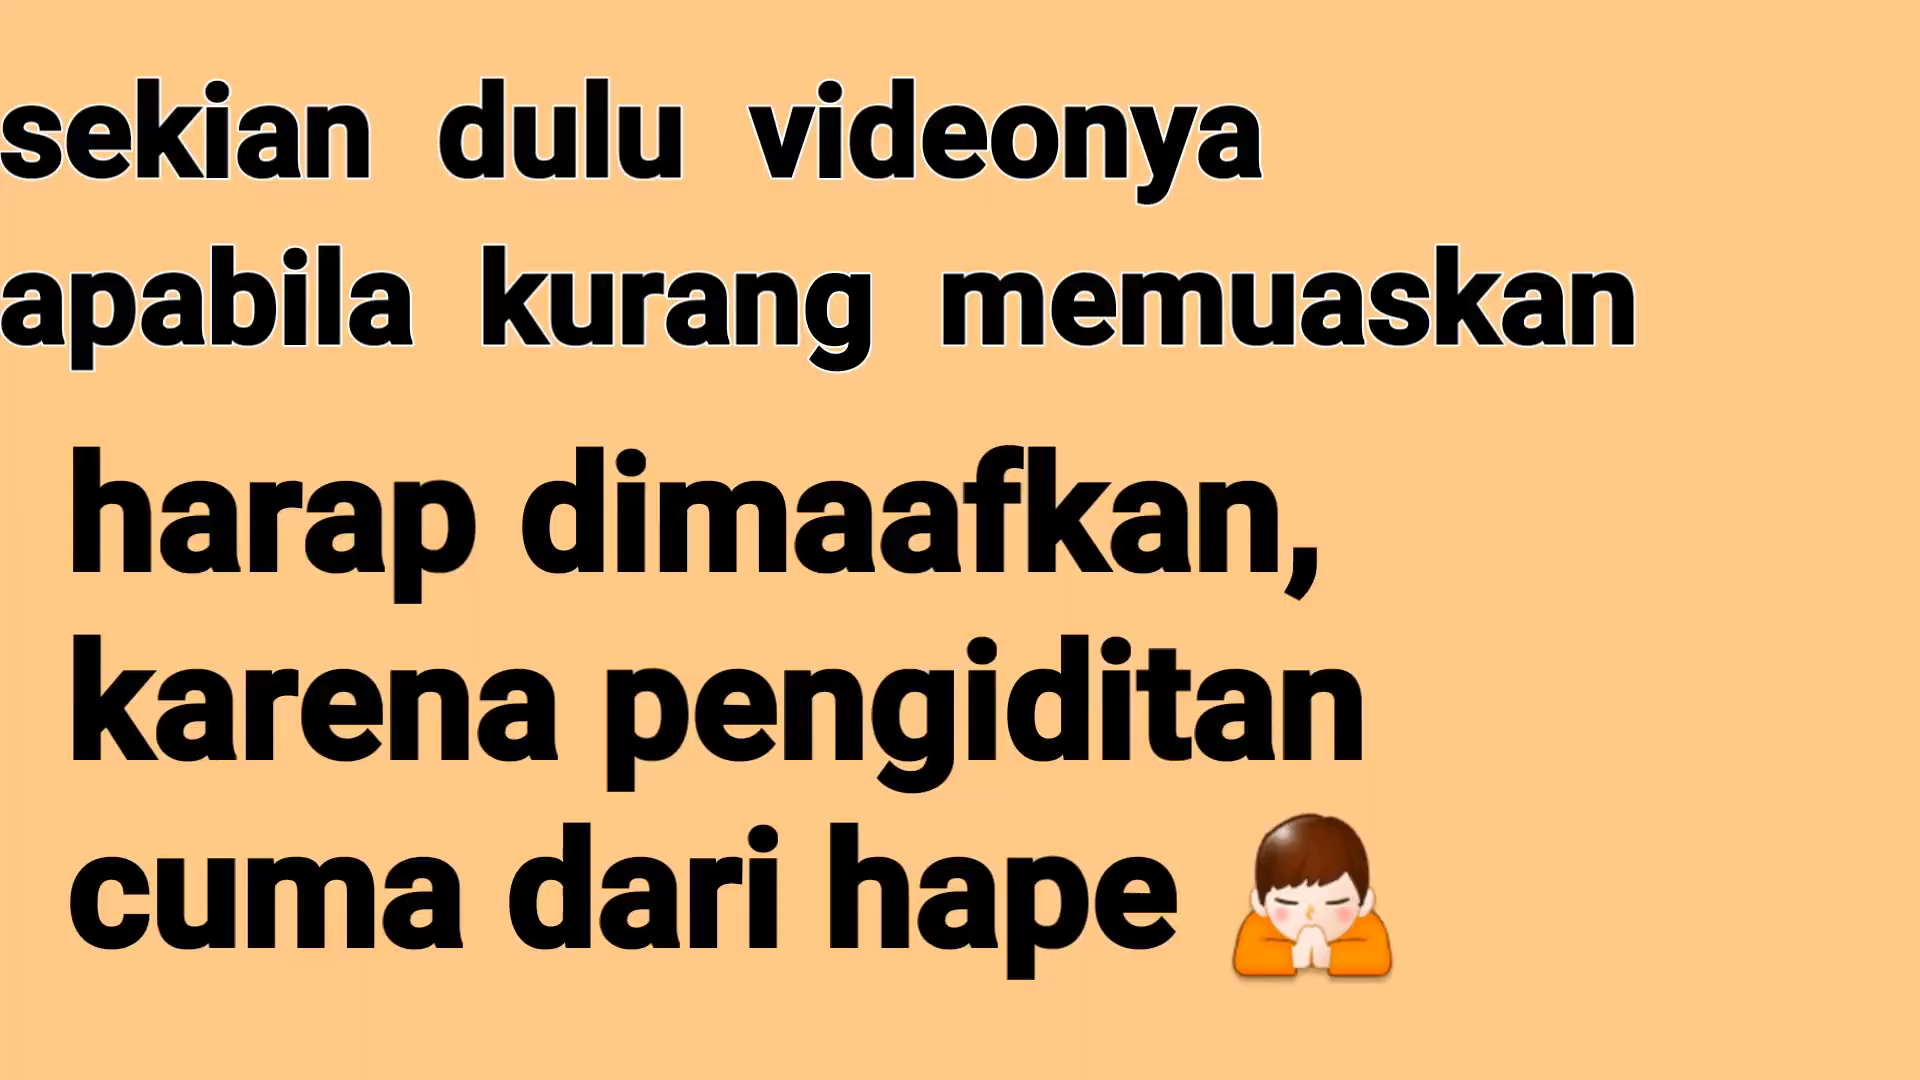 sekian dulu videonya
apabila kurang memuaskan
harap dimaafkan,
karena pengiditan
cuma dari hape 🙇